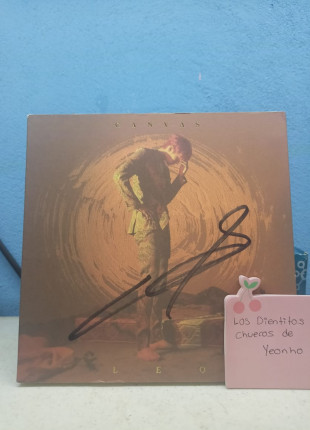 CANVAS
LEO
Los Dientitos
chuecos de
Yeonho